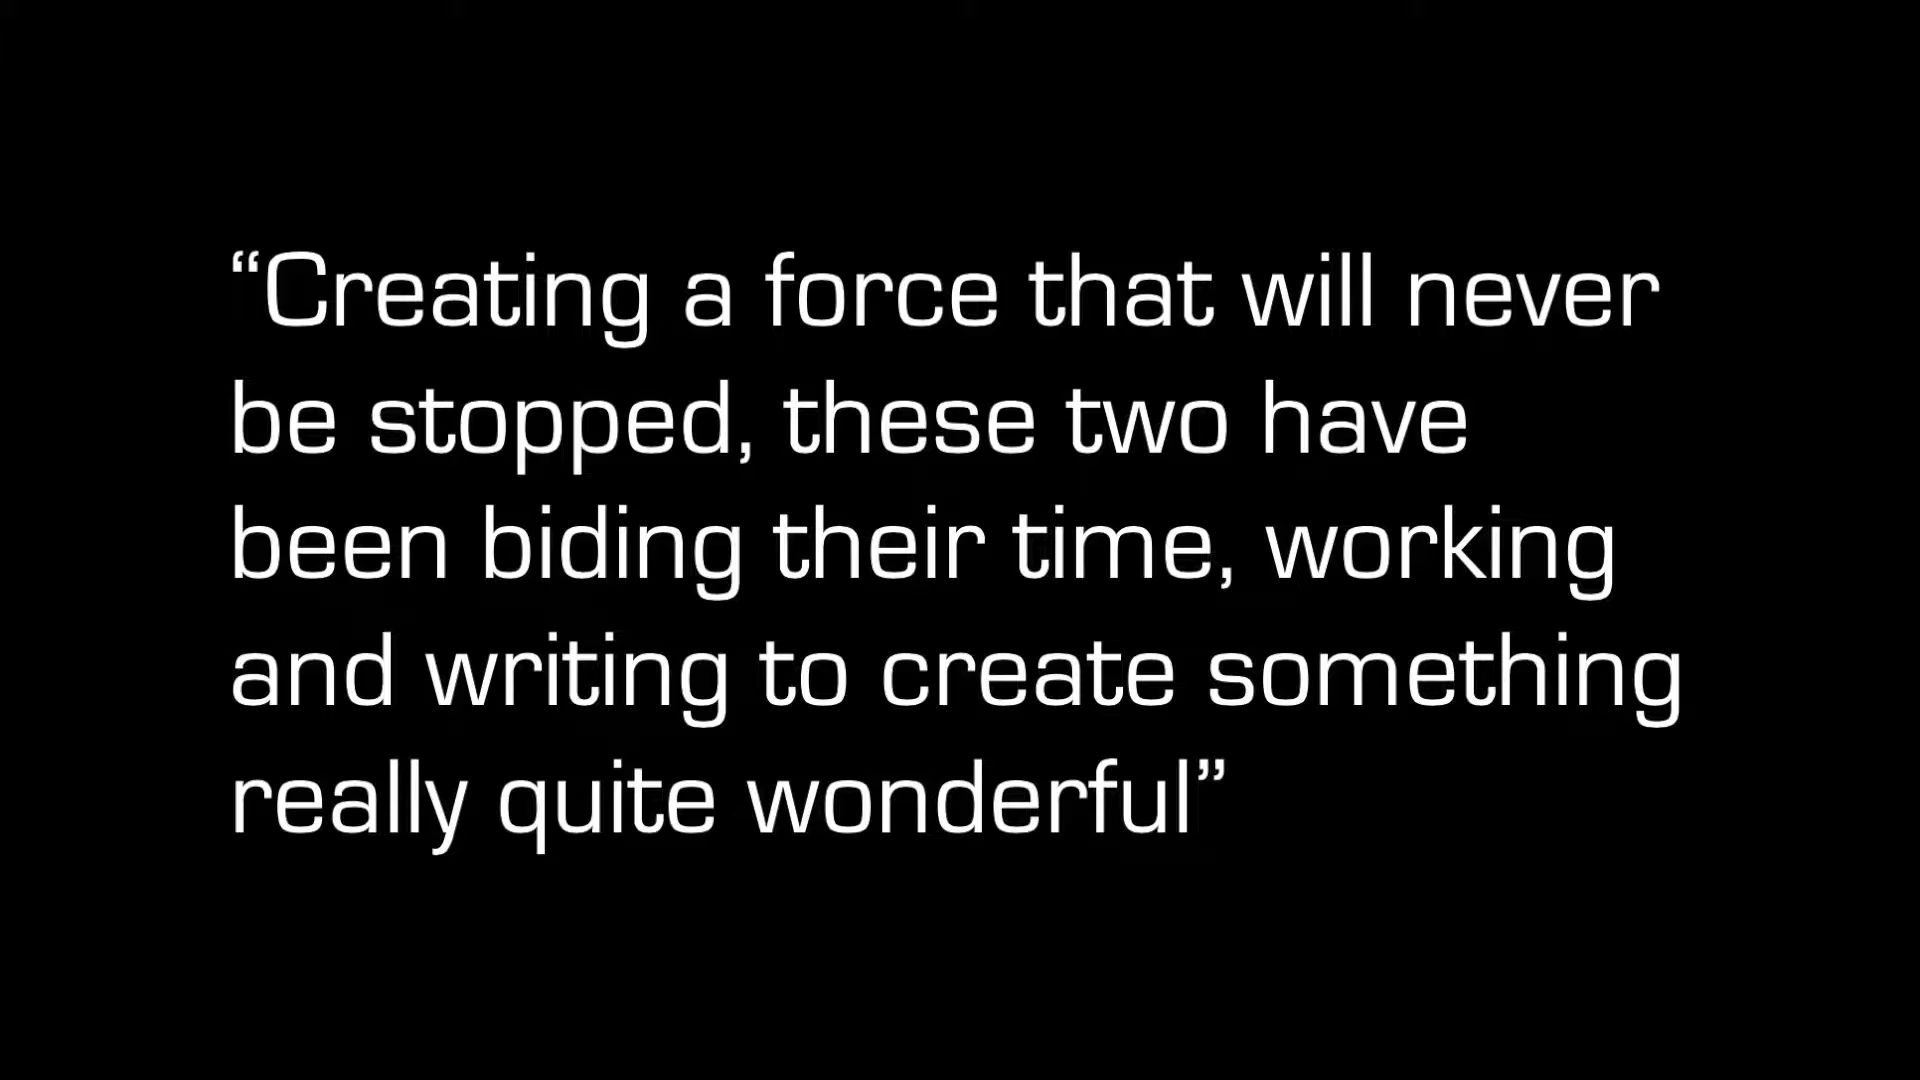 “Creating a force that will never
be stopped, these two have
been biding their time, working
and writing to create something
really quite wonderful”